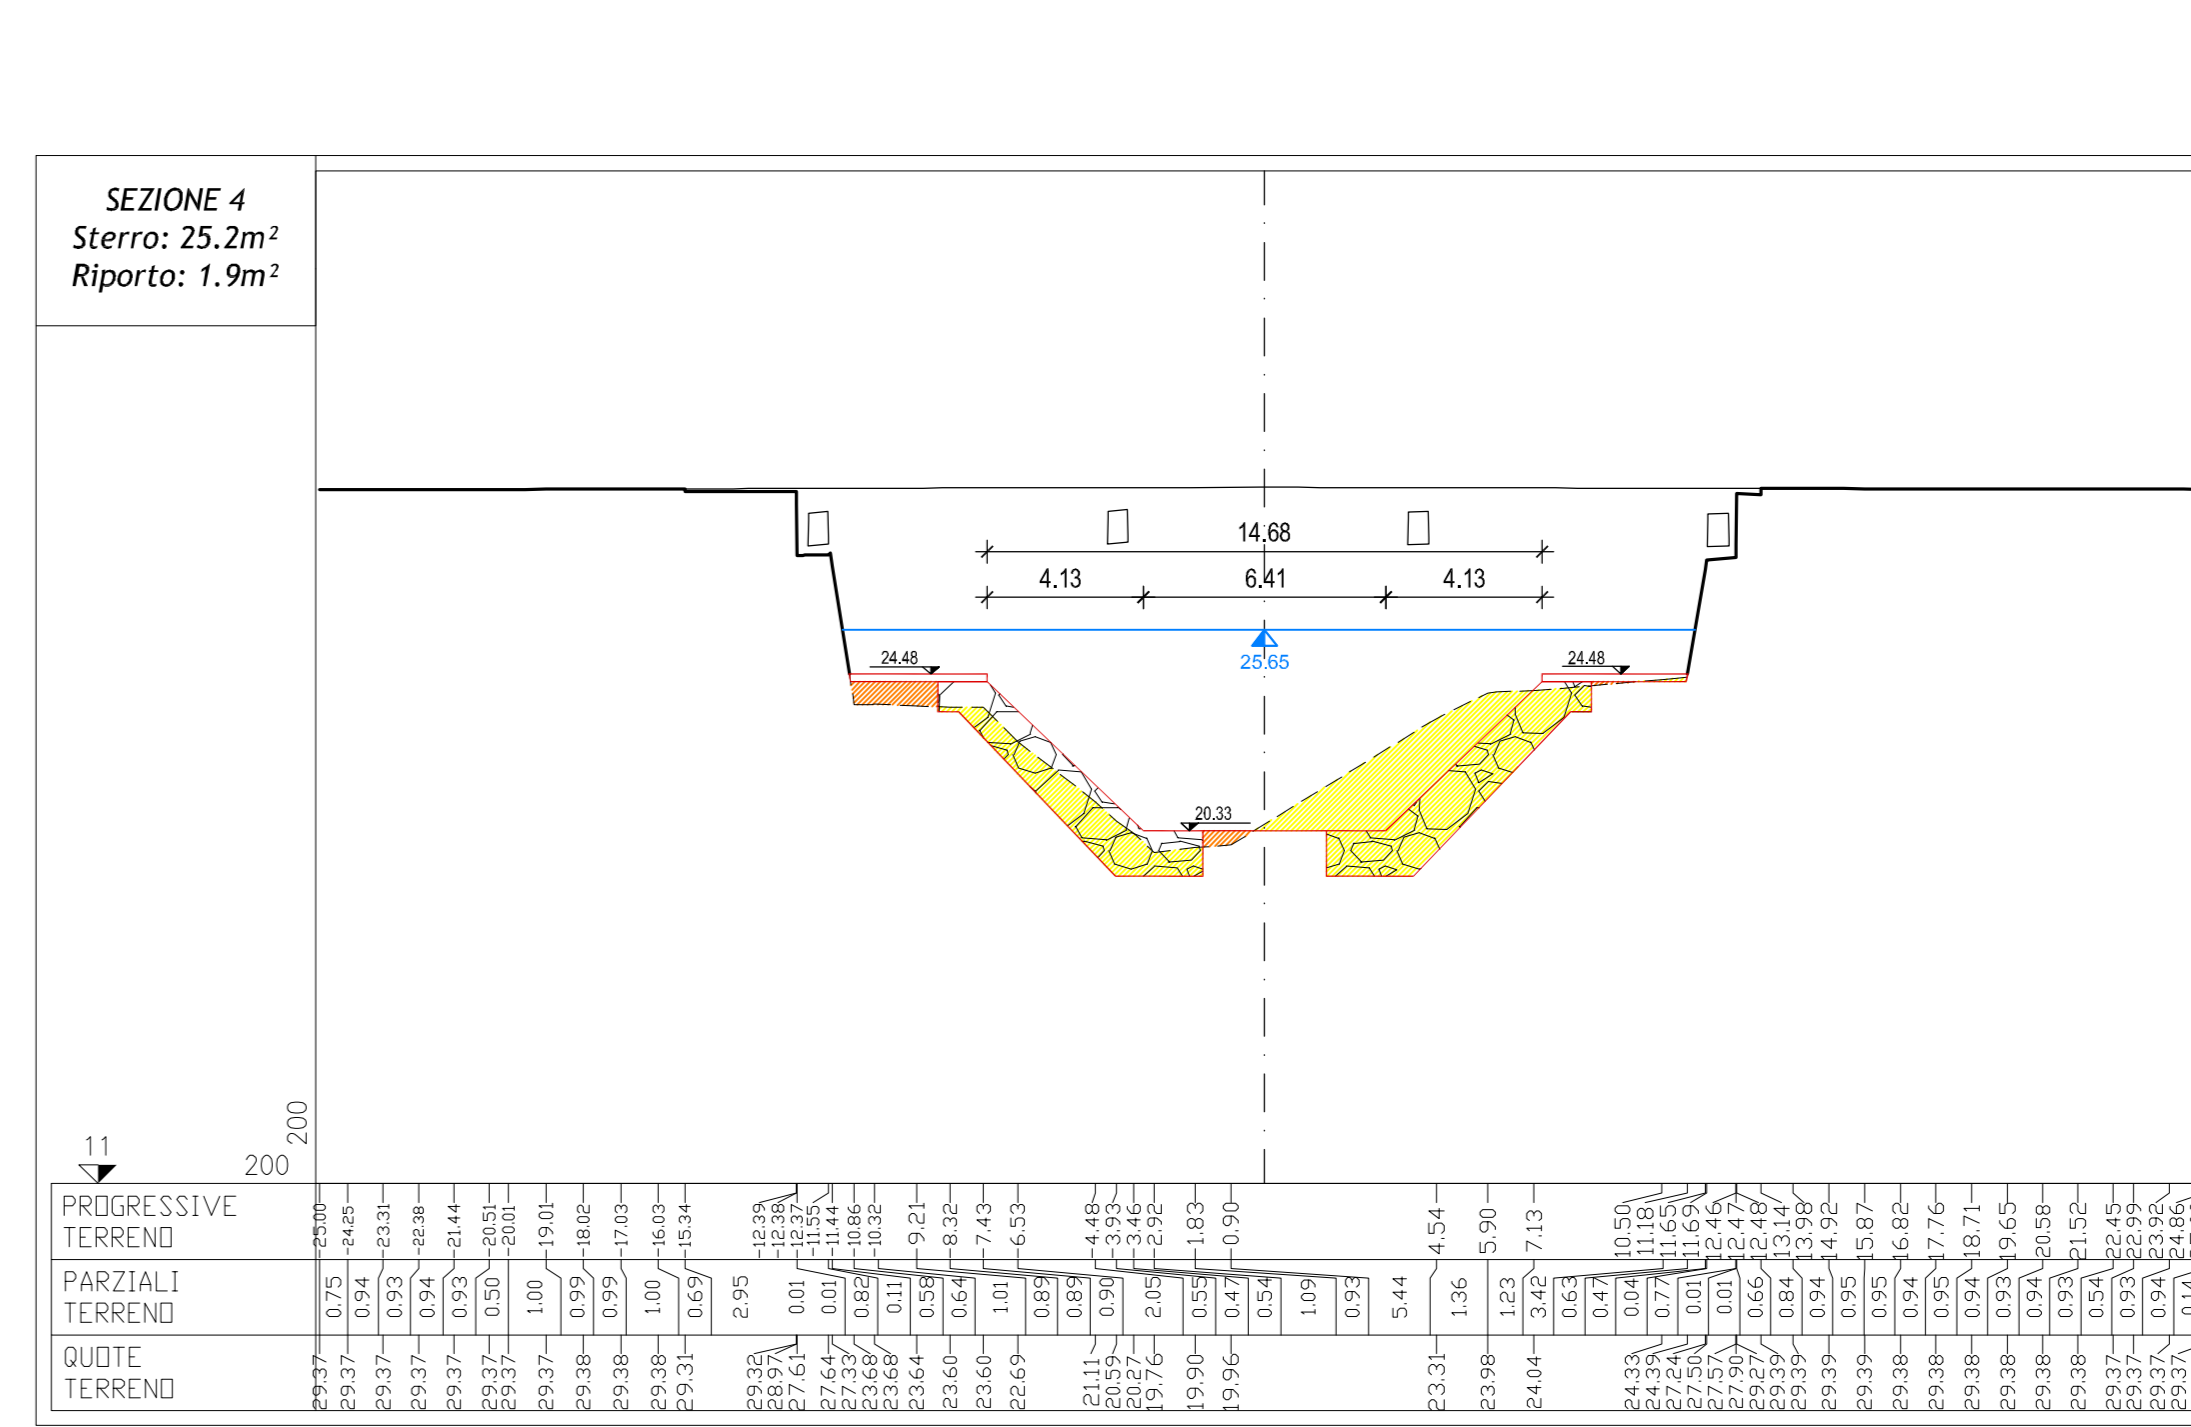 SEZIONE 4
Sterro: 25.2m²
Riporto: 1.9m²
14.68
4.13 6.41 4.13
25.65
24.48 24.48
20.33
200
11 200
PROGRESSIVE
TERRENO
-25.00 -24.25 -23.31 -22.38 -21.44 -20.51 -20.01 -19.01 -18.02 -17.03 -16.03 -15.34 -12.39 -12.38 -12.37 -11.55 -11.44 -10.86 -10.32 -9.21 -8.32 -7.43 -6.53 -4.48 -3.93 -3.46 -2.92 -1.83 -0.90 4.54 5.90 7.13 10.50 11.18 11.65 11.69 12.46 12.47 12.48 13.14 13.98 14.92 15.87 16.82 17.76 18.71 19.65 20.58 21.52 22.45 22.99 23.92 24.86
PARZIALI
TERRENO
0.75 0.94 0.93 0.94 0.93 0.50 1.00 0.99 0.99 1.00 0.69 2.95 0.01 0.01 0.82 0.11 0.58 0.64 1.01 0.89 0.89 0.90 2.05 0.55 0.47 0.54 1.09 0.93 5.44 1.36 1.23 3.42 0.63 0.47 0.04 0.77 0.01 0.01 0.66 0.84 0.94 0.95 0.95 0.94 0.95 0.94 0.93 0.94 0.93 0.54 0.93 0.94 0.14
QUOTE
TERRENO
29.37 29.37 29.37 29.37 29.37 29.37 29.37 29.37 29.38 29.38 29.38 29.31 29.32 28.97 27.61 27.64 27.33 23.68 23.68 23.64 23.60 23.60 22.69 21.11 20.59 20.27 19.76 19.90 19.96 23.31 23.98 24.04 24.33 24.39 27.24 27.50 27.57 27.90 29.27 29.39 29.39 29.39 29.39 29.38 29.38 29.38 29.38 29.38 29.38 29.37 29.37 29.37 29.37